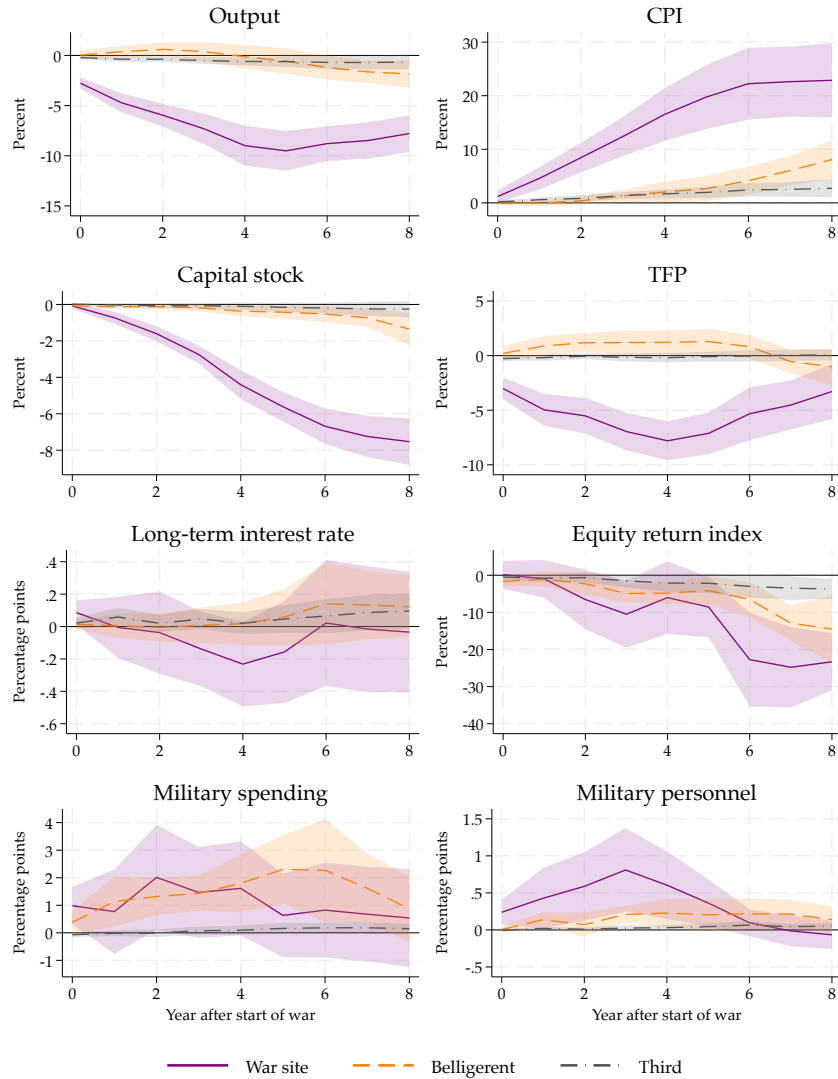 Output
Percent
0
-5
-10
-15
0 2 4 6 8
CPI
Percent
30
20
10
0
0 2 4 6 8
Capital stock
Percent
0
-2
-4
-6
-8
0 2 4 6 8
TFP
Percent
5
0
-5
-10
0 2 4 6 8
Long-term interest rate
Percentage points
.4
.2
0
-.2
-.4
-.6
0 2 4 6 8
Equity return index
Percent
0
-10
-20
-30
-40
0 2 4 6 8
Military spending
Percentage points
4
3
2
1
0
-1
0 2 4 6 8
Year after start of war
Military personnel
Percentage points
1.5
1
.5
0
-.5
0 2 4 6 8
Year after start of war
War site Belligerent Third